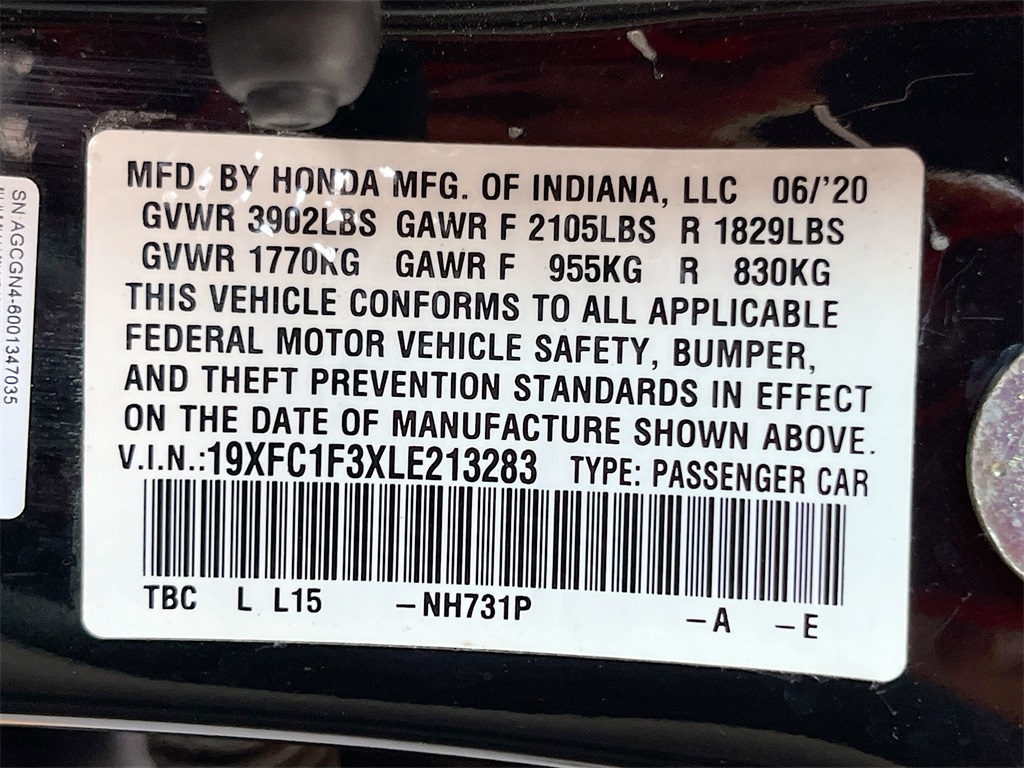 MFD. BY HONDA MFG. OF INDIANA, LLC 06/'20
GVWR 3902LBS GAWR F 2105LBS R 1829LBS
GVWR 1770KG GAWR F 955KG R 830KG
THIS VEHICLE CONFORMS TO ALL APPLICABLE
FEDERAL MOTOR VEHICLE SAFETY, BUMPER,
AND THEFT PREVENTION STANDARDS IN EFFECT
ON THE DATE OF MANUFACTURE SHOWN ABOVE.
V.I.N.:19XFC1F3XLE213283 TYPE: PASSENGER CAR
TBC L L15 –NH731P –A –E
SN AGCGN4-6001347035